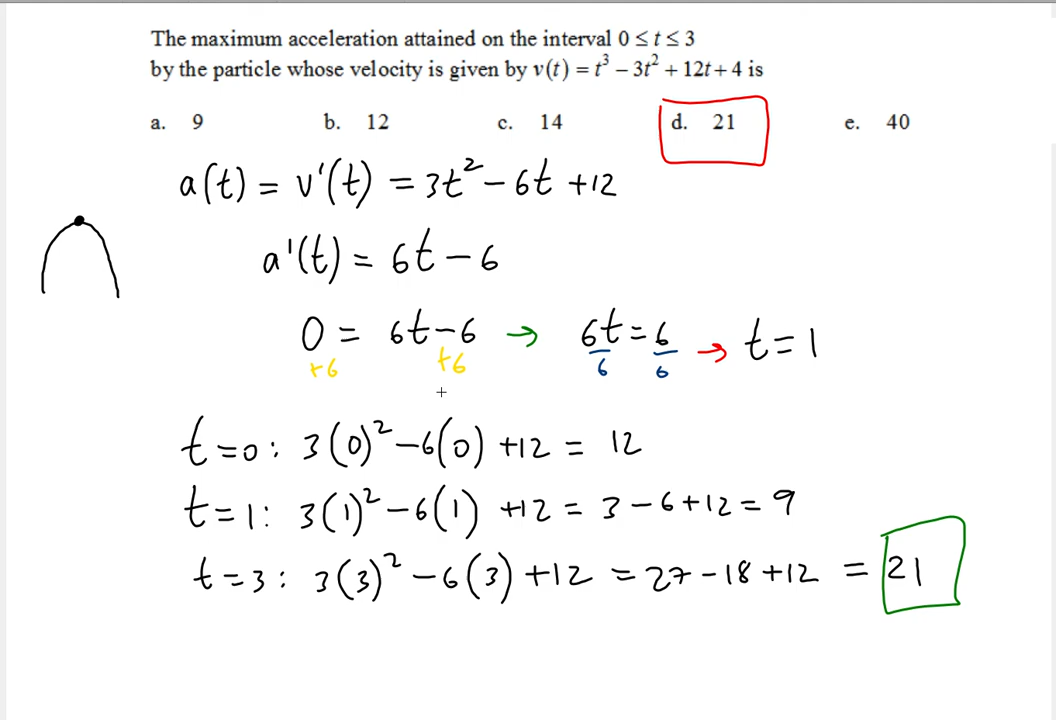 The maximum acceleration attained on the interval 0 ≤ t ≤ 3
by the particle whose velocity is given by v(t) = t³ − 3t² + 12t + 4 is
a. 9 b. 12 c. 14 d. 21 e. 40
a(t) = v'(t) = 3t² − 6t + 12
a'(t) = 6t − 6
0 = 6t − 6 → 6t = 6 → t = 1
+6 +6 6 6
t = 0 : 3(0)² − 6(0) + 12 = 12
t = 1 : 3(1)² − 6(1) + 12 = 3 − 6 + 12 = 9
t = 3 : 3(3)² − 6(3) + 12 = 27 − 18 + 12 = 21